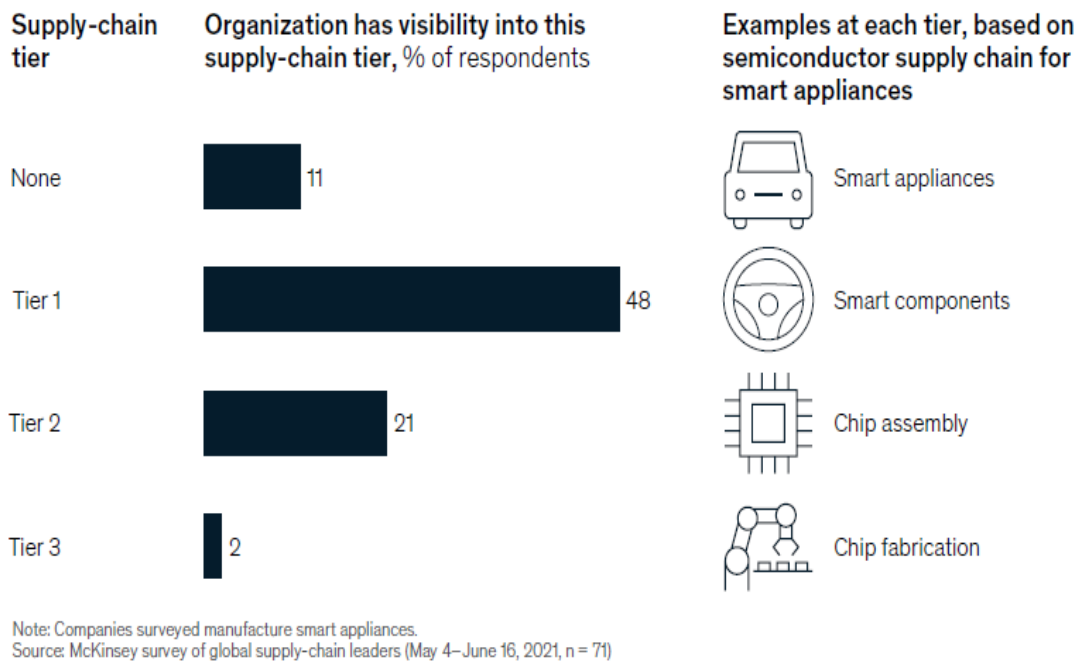 Supply-chain
tier
Organization has visibility into this
supply-chain tier, % of respondents
Examples at each tier, based on
semiconductor supply chain for
smart appliances
None
11
Smart appliances
Tier 1
48
Smart components
Tier 2
21
Chip assembly
Tier 3
2
Chip fabrication
Note: Companies surveyed manufacture smart appliances.
Source: McKinsey survey of global supply-chain leaders (May 4–June 16, 2021, n = 71)